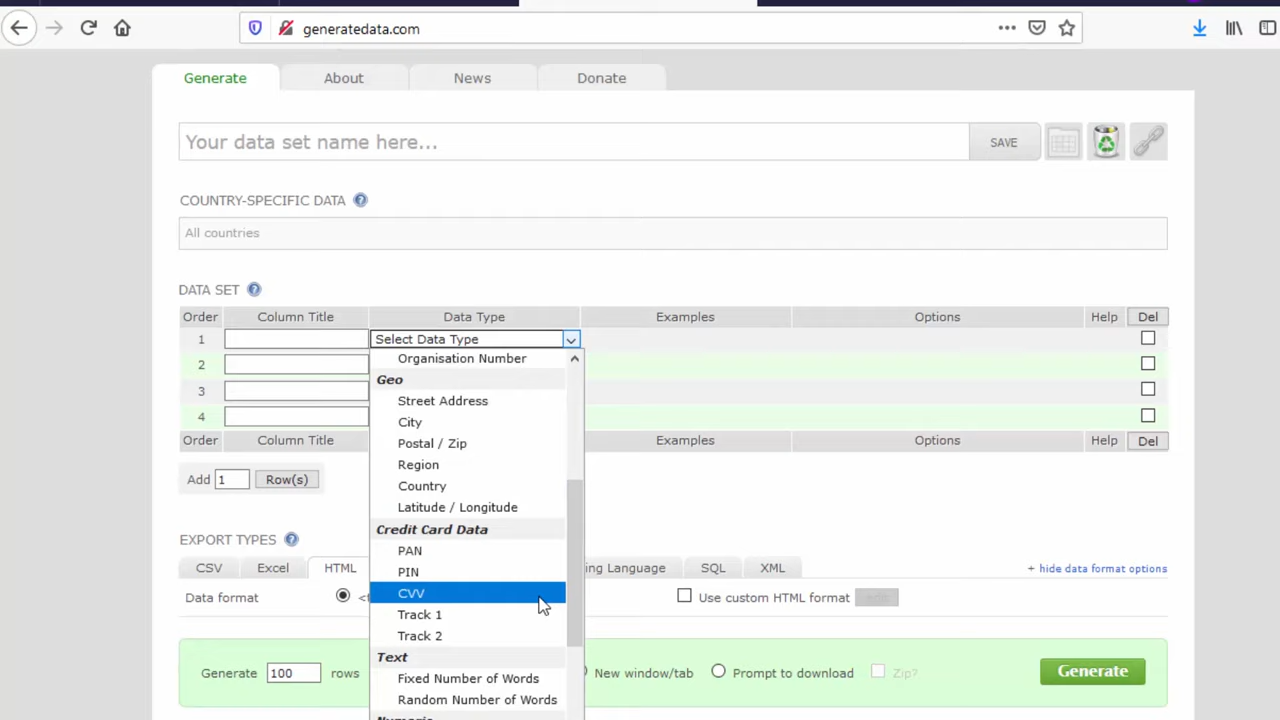 generatedata.com
Generate About News Donate
Your data set name here... SAVE
COUNTRY-SPECIFIC DATA ?
All countries
DATA SET ?
Order Column Title Data Type Examples Options Help Del
1 Select Data Type
Organisation Number
2
Geo
3
Street Address
4
City
Order Column Title Examples Options Help Del
Postal / Zip
Region
Add 1 Row(s)
Country
Latitude / Longitude
Credit Card Data
EXPORT TYPES ?
PAN
CSV Excel HTML ing Language SQL XML + hide data format options
PIN
Data format <t CVV Use custom HTML format edit
Track 1
Track 2
Text
Generate 100 rows New window/tab Prompt to download Zip? Generate
Fixed Number of Words
Random Number of Words
Numeric